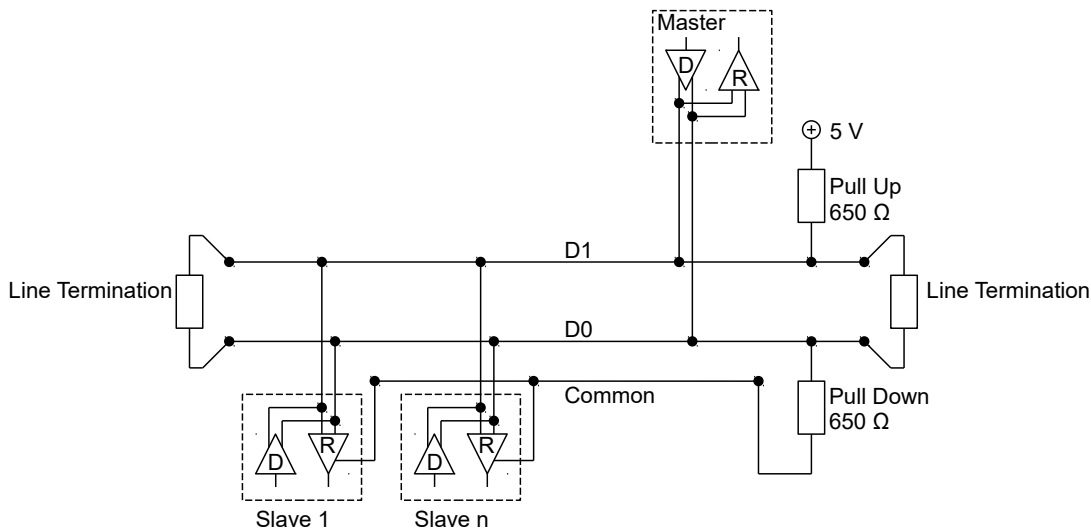 Master
D
R
5 V
Pull Up
650 Ω
D1
Line Termination
Line Termination
D0
Common
Pull Down
650 Ω
R
D
R
D
Slave 1
Slave n